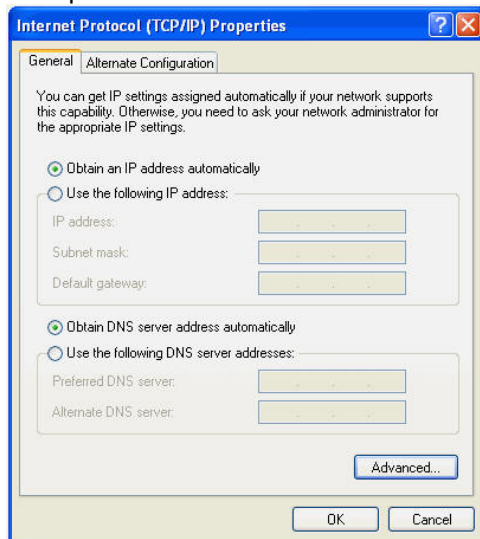 Internet Protocol (TCP/IP) Properties
General
Alternate Configuration
You can get IP settings assigned automatically if your network supports
this capability. Otherwise, you need to ask your network administrator for
the appropriate IP settings.
Obtain an IP address automatically
Use the following IP address:
IP address:
Subnet mask:
Default gateway:
Obtain DNS server address automatically
Use the following DNS server addresses:
Preferred DNS server:
Alternate DNS server:
Advanced...
OK
Cancel